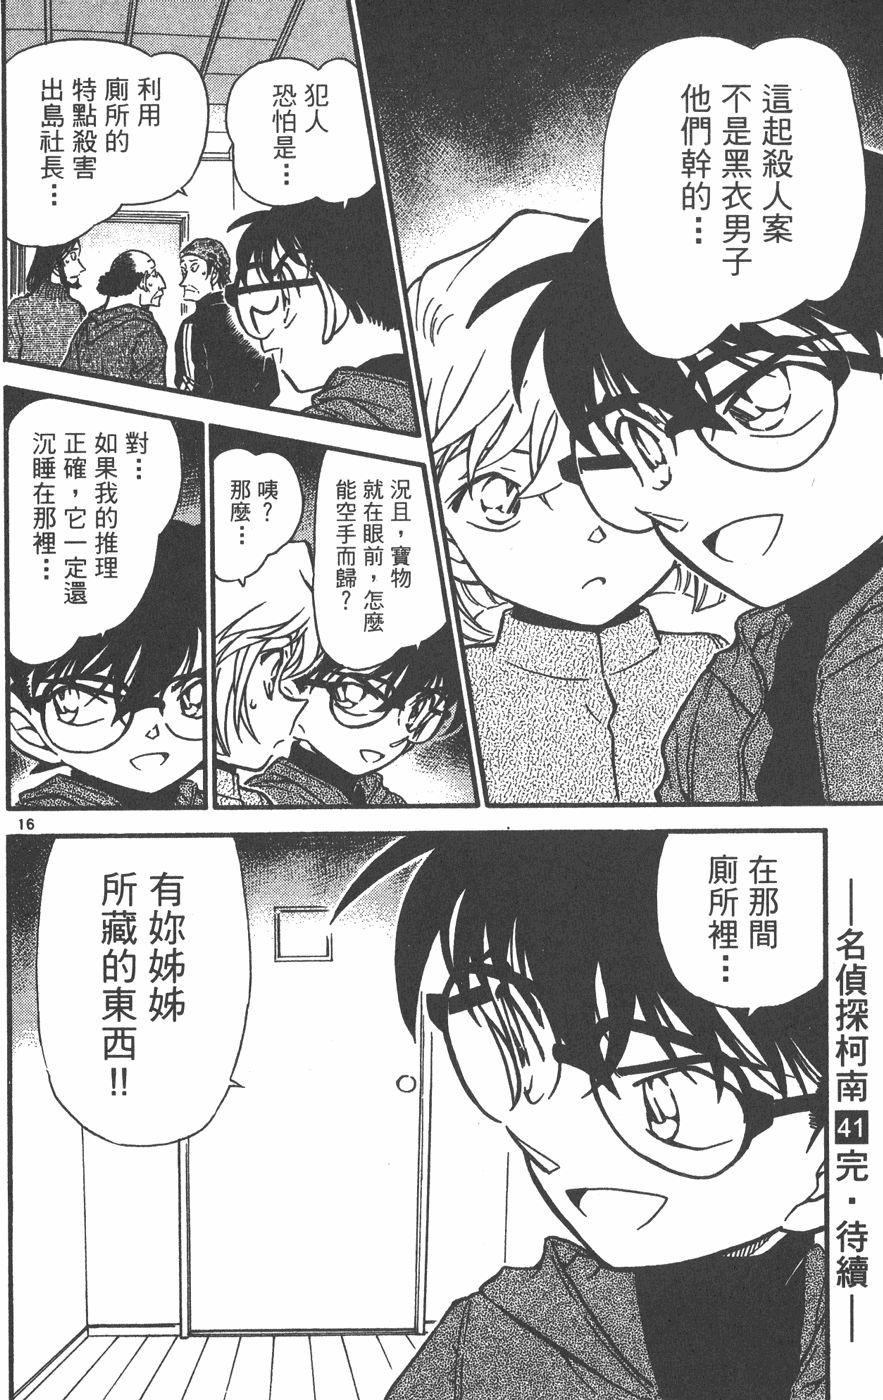 這起殺人案
不是黑衣男子
他們幹的…
犯人
恐怕是…
利用
廁所的
特點殺害
出島社長…
況且，寶物
就在眼前，怎麼
能空手而歸？
咦？
那麼…
對…
如果我的推理
正確，它一定還
沉睡在那裡…
16
在那間
廁所裡…
有妳姊姊
所藏的東西!!
—名偵探柯南41完・待續—